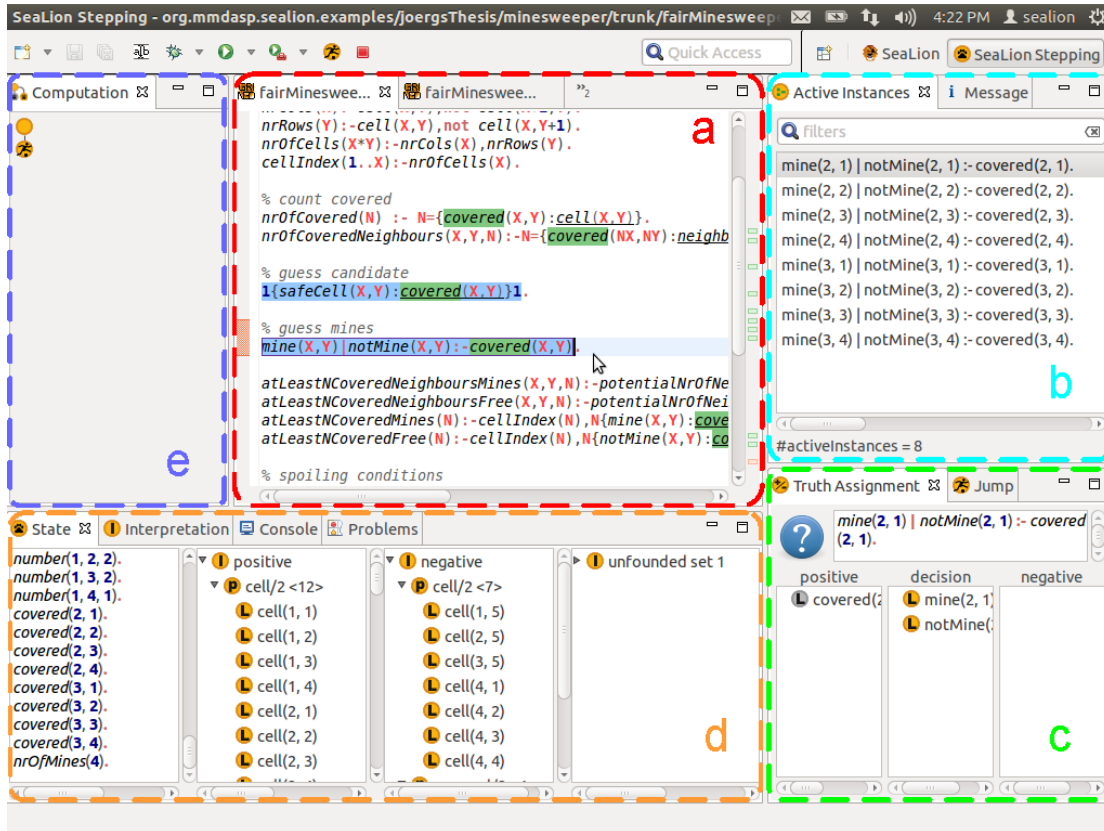 SeaLion Stepping - org.mmdasp.sealion.examples/joergsThesis/minesweeper/trunk/fairMinesweep
4:22 PM sealion
Quick Access
SeaLion
SeaLion Stepping
Computation
e
fairMineswee...
fairMineswee...
»2
a
nrRows(Y):-cell(X,Y),not cell(X,Y+1).
nrOfCells(X*Y):-nrCols(X),nrRows(Y).
cellIndex(1..X):-nrOfCells(X).
% count covered
nrOfCovered(N) :- N={covered(X,Y):cell(X,Y)}.
nrOfCoveredNeighbours(X,Y,N):-N={covered(NX,NY):neighb
% guess candidate
1{safeCell(X,Y):covered(X,Y)}1.
% guess mines
mine(X,Y)|notMine(X,Y):-covered(X,Y).
atLeastNCoveredNeighboursMines(X,Y,N):-potentialNrOfNe
atLeastNCoveredNeighboursFree(X,Y,N):-potentialNrOfNei
atLeastNCoveredMines(N):-cellIndex(N),N{mine(X,Y):cove
atLeastNCoveredFree(N):-cellIndex(N),N{notMine(X,Y):co
% spoiling conditions
Active Instances
i Message
filters
mine(2, 1) | notMine(2, 1) :- covered(2, 1).
mine(2, 2) | notMine(2, 2) :- covered(2, 2).
mine(2, 3) | notMine(2, 3) :- covered(2, 3).
mine(2, 4) | notMine(2, 4) :- covered(2, 4).
mine(3, 1) | notMine(3, 1) :- covered(3, 1).
mine(3, 2) | notMine(3, 2) :- covered(3, 2).
mine(3, 3) | notMine(3, 3) :- covered(3, 3).
mine(3, 4) | notMine(3, 4) :- covered(3, 4).
b
#activeInstances = 8
State
Interpretation
Console
Problems
number(1, 2, 2).
number(1, 3, 2).
number(1, 4, 1).
covered(2, 1).
covered(2, 2).
covered(2, 3).
covered(2, 4).
covered(3, 1).
covered(3, 2).
covered(3, 3).
covered(3, 4).
nrOfMines(4).
I positive
P cell/2 <12>
L cell(1, 1)
L cell(1, 2)
L cell(1, 3)
L cell(1, 4)
L cell(2, 1)
L cell(2, 2)
L cell(2, 3)
I negative
P cell/2 <7>
L cell(1, 5)
L cell(2, 5)
L cell(3, 5)
L cell(4, 1)
L cell(4, 2)
L cell(4, 3)
L cell(4, 4)
I unfounded set 1
d
Truth Assignment
Jump
?
mine(2, 1) | notMine(2, 1) :- covered
(2, 1).
positive
decision
negative
L covered(2
L mine(2, 1)
L notMine(2
c